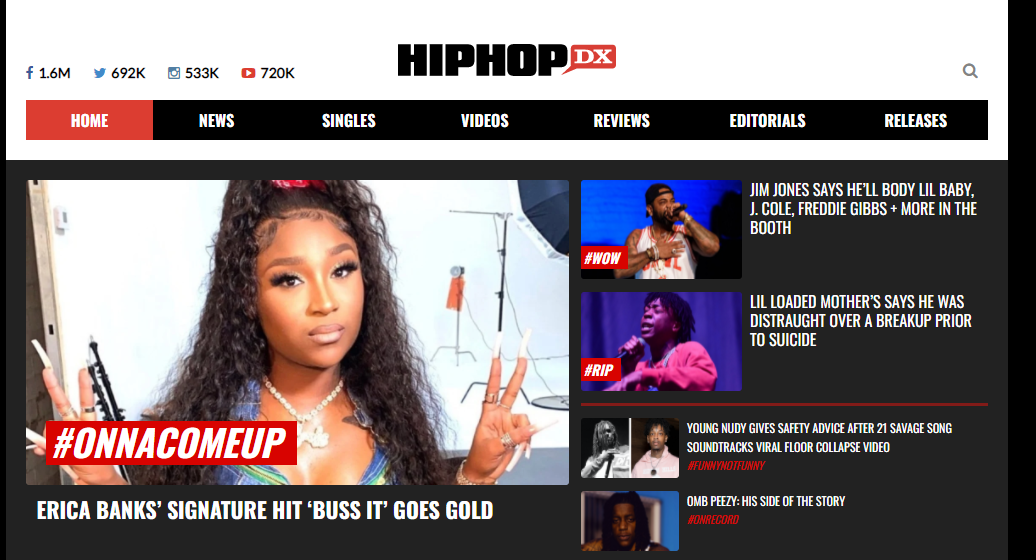 HIPHOPDX
1.6M 692K 533K 720K
HOME NEWS SINGLES VIDEOS REVIEWS EDITORIALS RELEASES
#ONNACOMEUP
ERICA BANKS’ SIGNATURE HIT ‘BUSS IT’ GOES GOLD
#WOW
JIM JONES SAYS HE’LL BODY LIL BABY,
J. COLE, FREDDIE GIBBS + MORE IN THE
BOOTH
#RIP
LIL LOADED MOTHER’S SAYS HE WAS
DISTRAUGHT OVER A BREAKUP PRIOR
TO SUICIDE
YOUNG NUDY GIVES SAFETY ADVICE AFTER 21 SAVAGE SONG
SOUNDTRACKS VIRAL FLOOR COLLAPSE VIDEO
#FUNNYNOTFUNNY
OMB PEEZY: HIS SIDE OF THE STORY
#ONRECORD